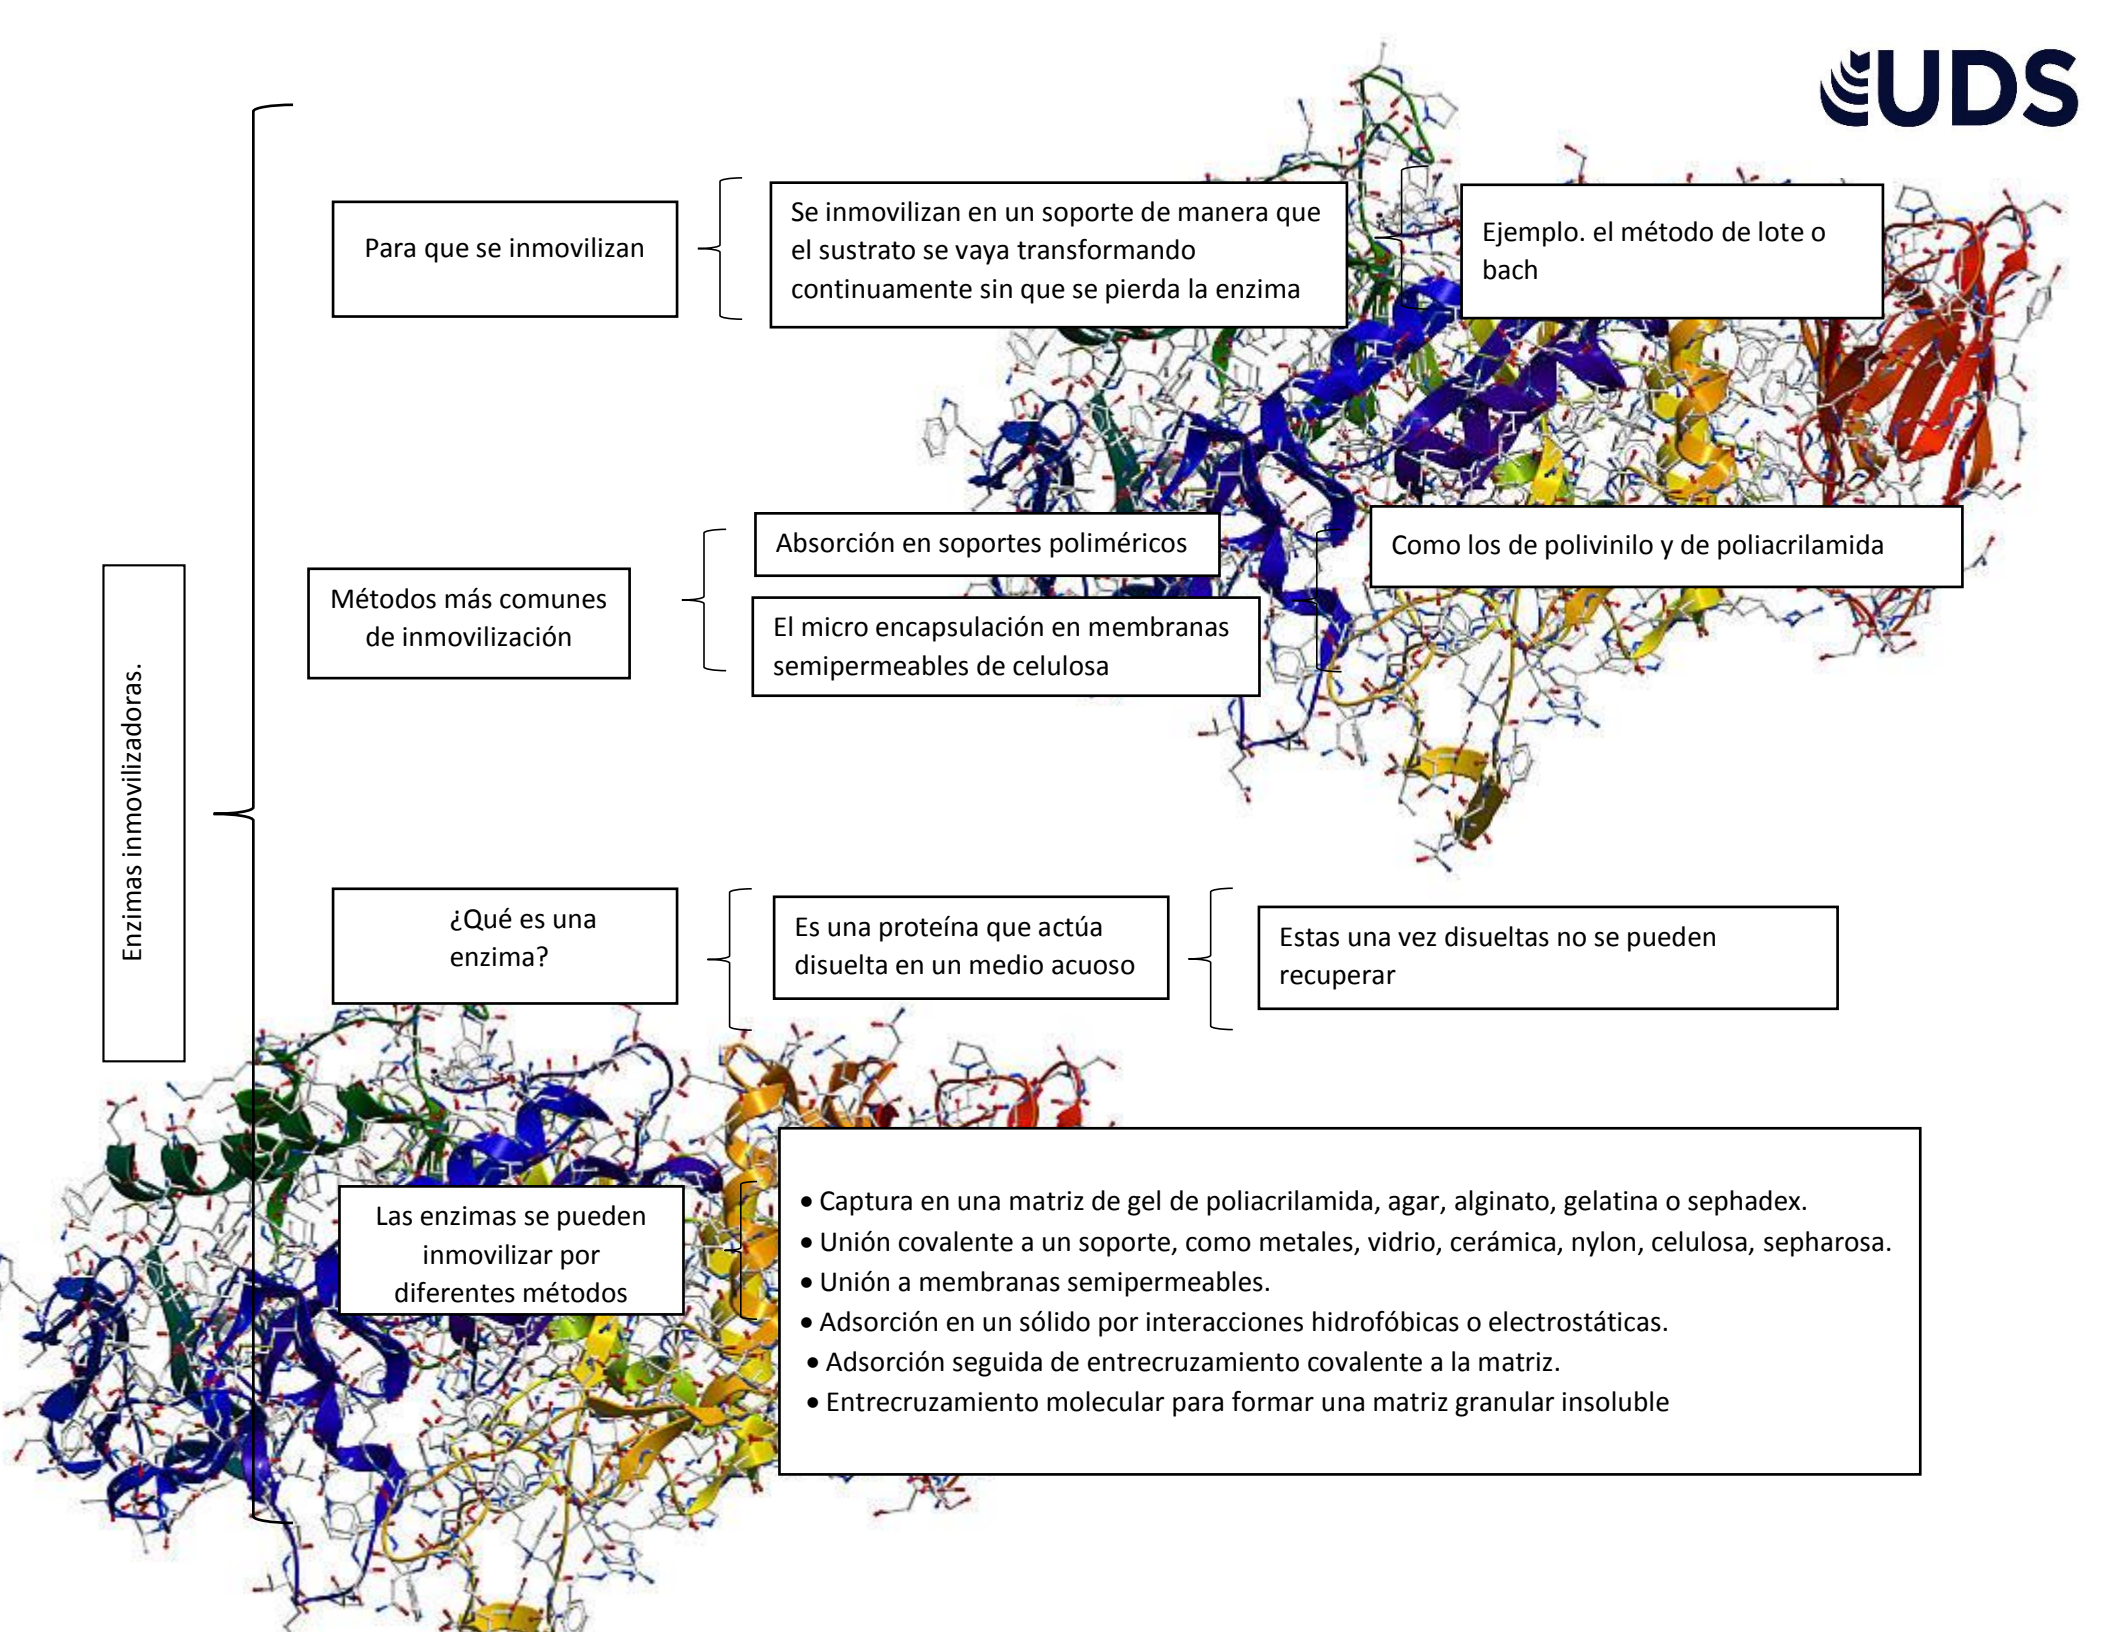 UDS
Enzimas inmovilizadoras.
Para que se inmovilizan
Se inmovilizan en un soporte de manera que
el sustrato se vaya transformando
continuamente sin que se pierda la enzima
Ejemplo. el método de lote o
bach
Métodos más comunes
de inmovilización
Absorción en soportes poliméricos
El micro encapsulación en membranas
semipermeables de celulosa
Como los de polivinilo y de poliacrilamida
¿Qué es una
enzima?
Es una proteína que actúa
disuelta en un medio acuoso
Estas una vez disueltas no se pueden
recuperar
Las enzimas se pueden
inmovilizar por
diferentes métodos
• Captura en una matriz de gel de poliacrilamida, agar, alginato, gelatina o sephadex.
• Unión covalente a un soporte, como metales, vidrio, cerámica, nylon, celulosa, sepharosa.
• Unión a membranas semipermeables.
• Adsorción en un sólido por interacciones hidrofóbicas o electrostáticas.
• Adsorción seguida de entrecruzamiento covalente a la matriz.
• Entrecruzamiento molecular para formar una matriz granular insoluble